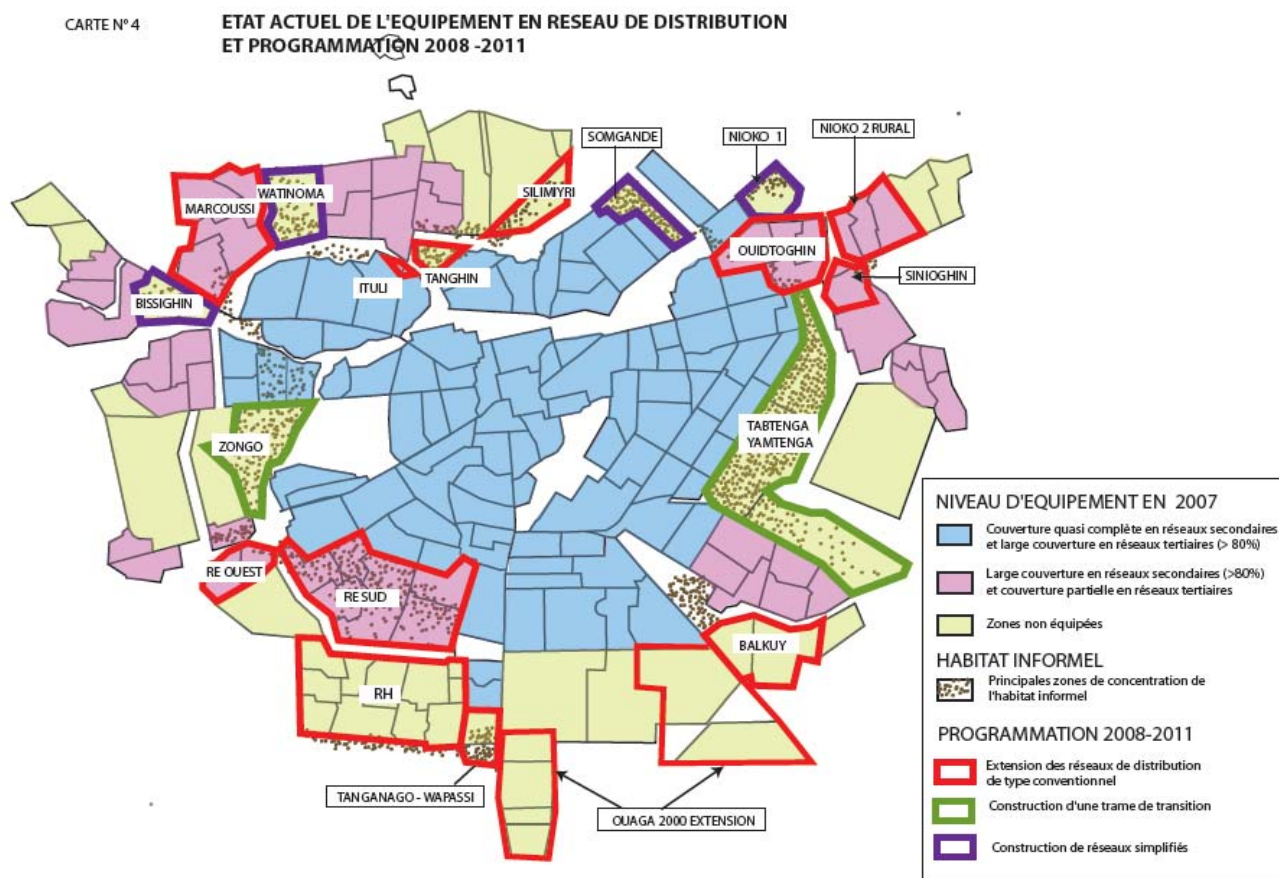 CARTE N° 4
ETAT ACTUEL DE L'EQUIPEMENT EN RESEAU DE DISTRIBUTION
ET PROGRAMMATION 2008 -2011
SOMGANDE
NIOKO 1
NIOKO 2 RURAL
WATINOMA
SILIMIYRI
MARCOUSSI
OUIDTOGHIN
SINIOGHIN
TANGHIN
ITULI
BISSIGHIN
TABTENGA
YAMTENGA
ZONGO
RE OUEST
RE SUD
BALKUY
RH
TANGANAGO - WAPASSI
OUAGA 2000 EXTENSION
NIVEAU D'EQUIPEMENT EN 2007
Couverture quasi complète en réseaux secondaires
et large couverture en réseaux tertiaires (> 80%)
Large couverture en réseaux secondaires (>80%)
et couverture partielle en réseaux tertiaires
Zones non équipées
HABITAT INFORMEL
Principales zones de concentration de
l'habitat informel
PROGRAMMATION 2008-2011
Extension des réseaux de distribution
de type conventionnel
Construction d'une trame de transition
Construction de réseaux simplifiés